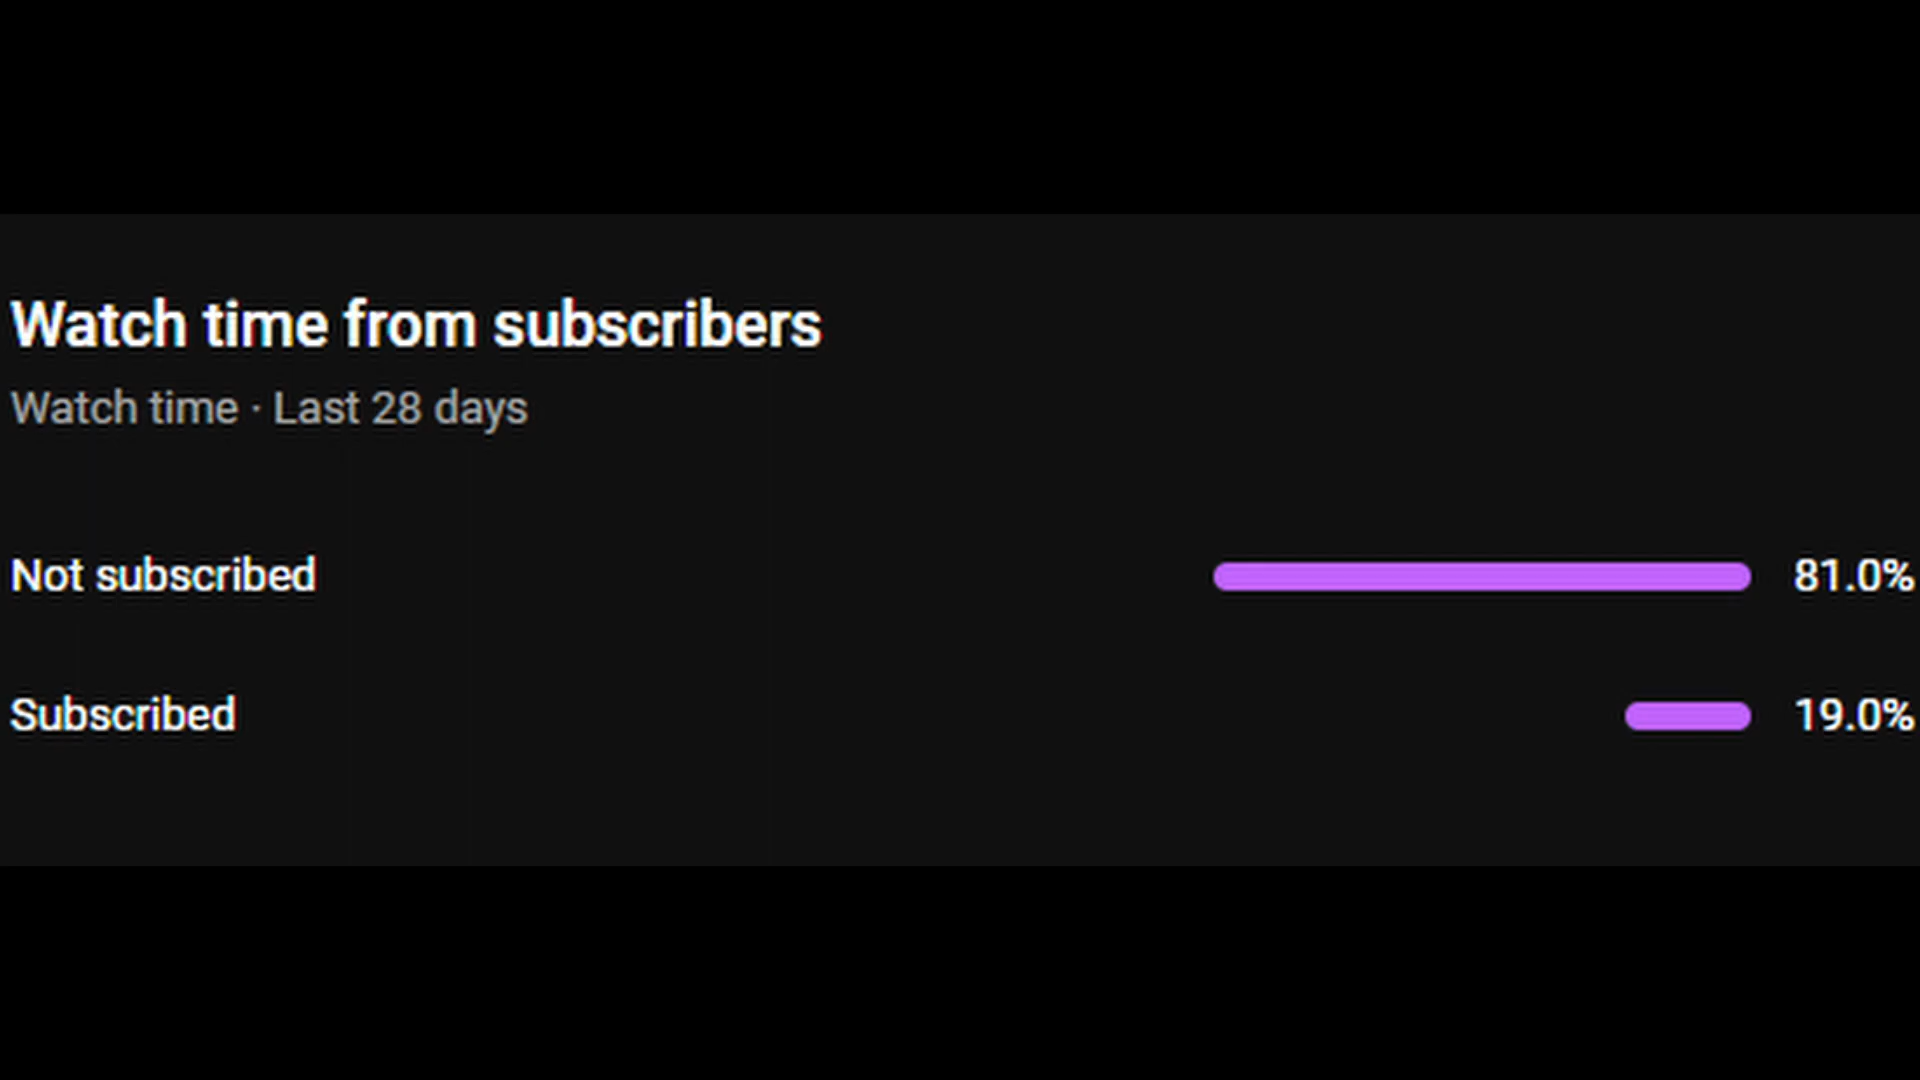 Watch time from subscribers
Watch time · Last 28 days
Not subscribed 81.0%
Subscribed 19.0%